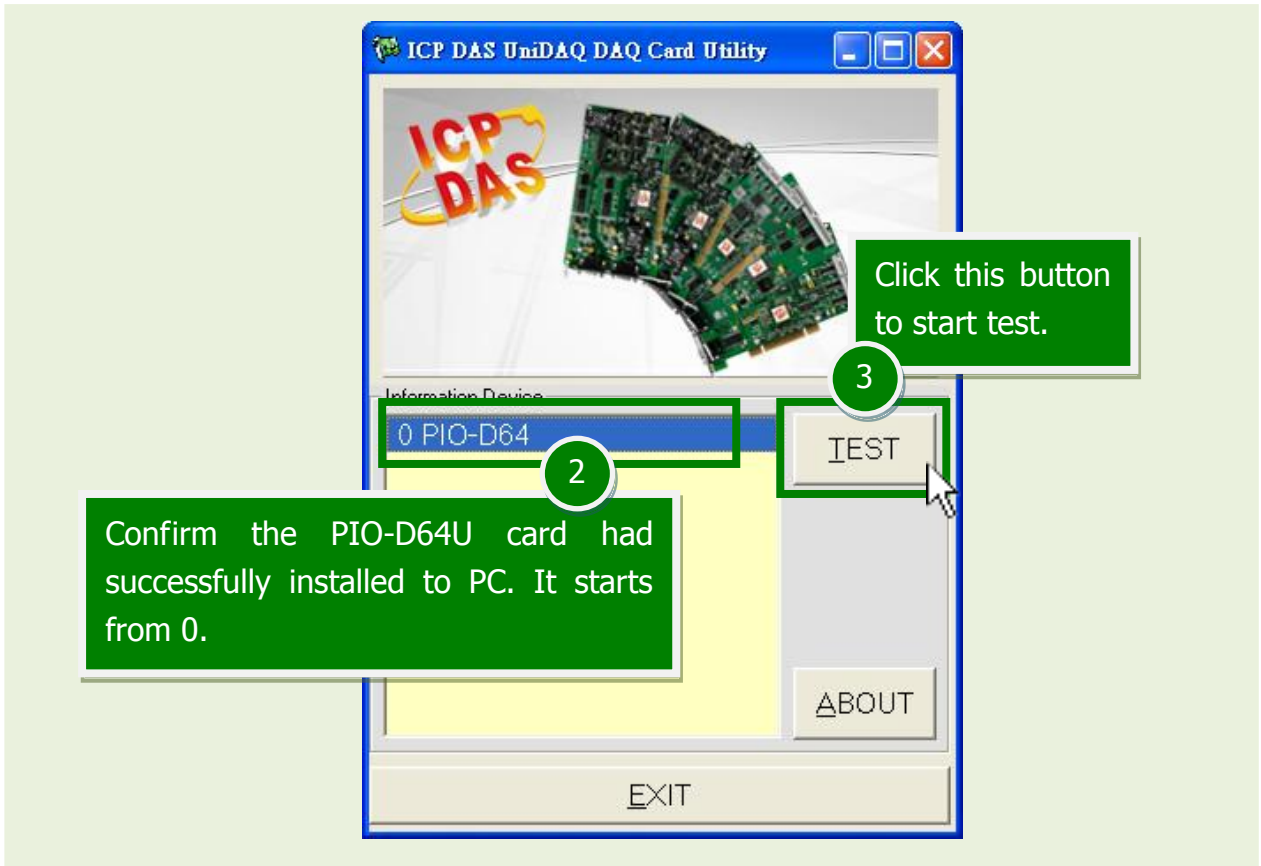 ICP DAS UniDAQ DAQ Card Utility
ICP
DAS
Click this button
to start test.
3
Information Device
0 PIO-D64
TEST
2
Confirm the PIO-D64U card had
successfully installed to PC. It starts
from 0.
ABOUT
EXIT